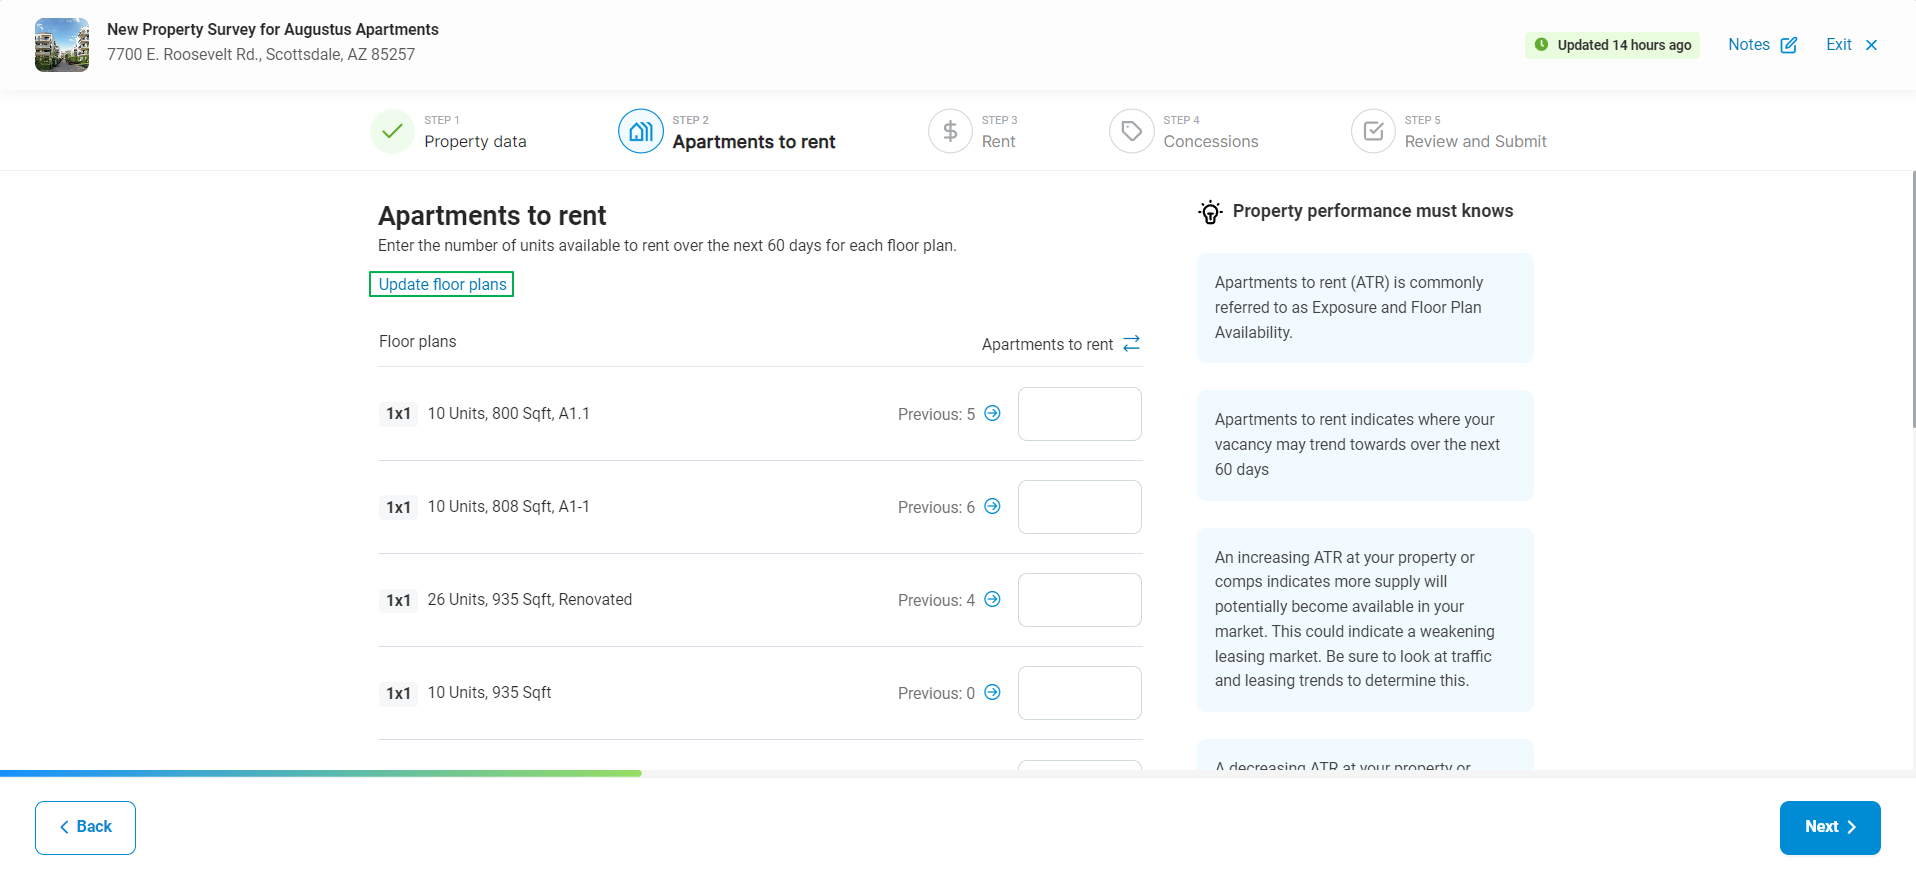 New Property Survey for Augustus Apartments
7700 E. Roosevelt Rd., Scottsdale, AZ 85257
Updated 14 hours ago
Notes
Exit
STEP 1
Property data
STEP 2
Apartments to rent
STEP 3
Rent
STEP 4
Concessions
STEP 5
Review and Submit
Apartments to rent
Enter the number of units available to rent over the next 60 days for each floor plan.
Update floor plans
Floor plans
Apartments to rent
1x1 10 Units, 800 Sqft, A1.1 Previous: 5
1x1 10 Units, 808 Sqft, A1-1 Previous: 6
1x1 26 Units, 935 Sqft, Renovated Previous: 4
1x1 10 Units, 935 Sqft Previous: 0
Property performance must knows
Apartments to rent (ATR) is commonly
referred to as Exposure and Floor Plan
Availability.
Apartments to rent indicates where your
vacancy may trend towards over the next
60 days
An increasing ATR at your property or
comps indicates more supply will
potentially become available in your
market. This could indicate a weakening
leasing market. Be sure to look at traffic
and leasing trends to determine this.
A decreasing ATR at your property or
Back
Next